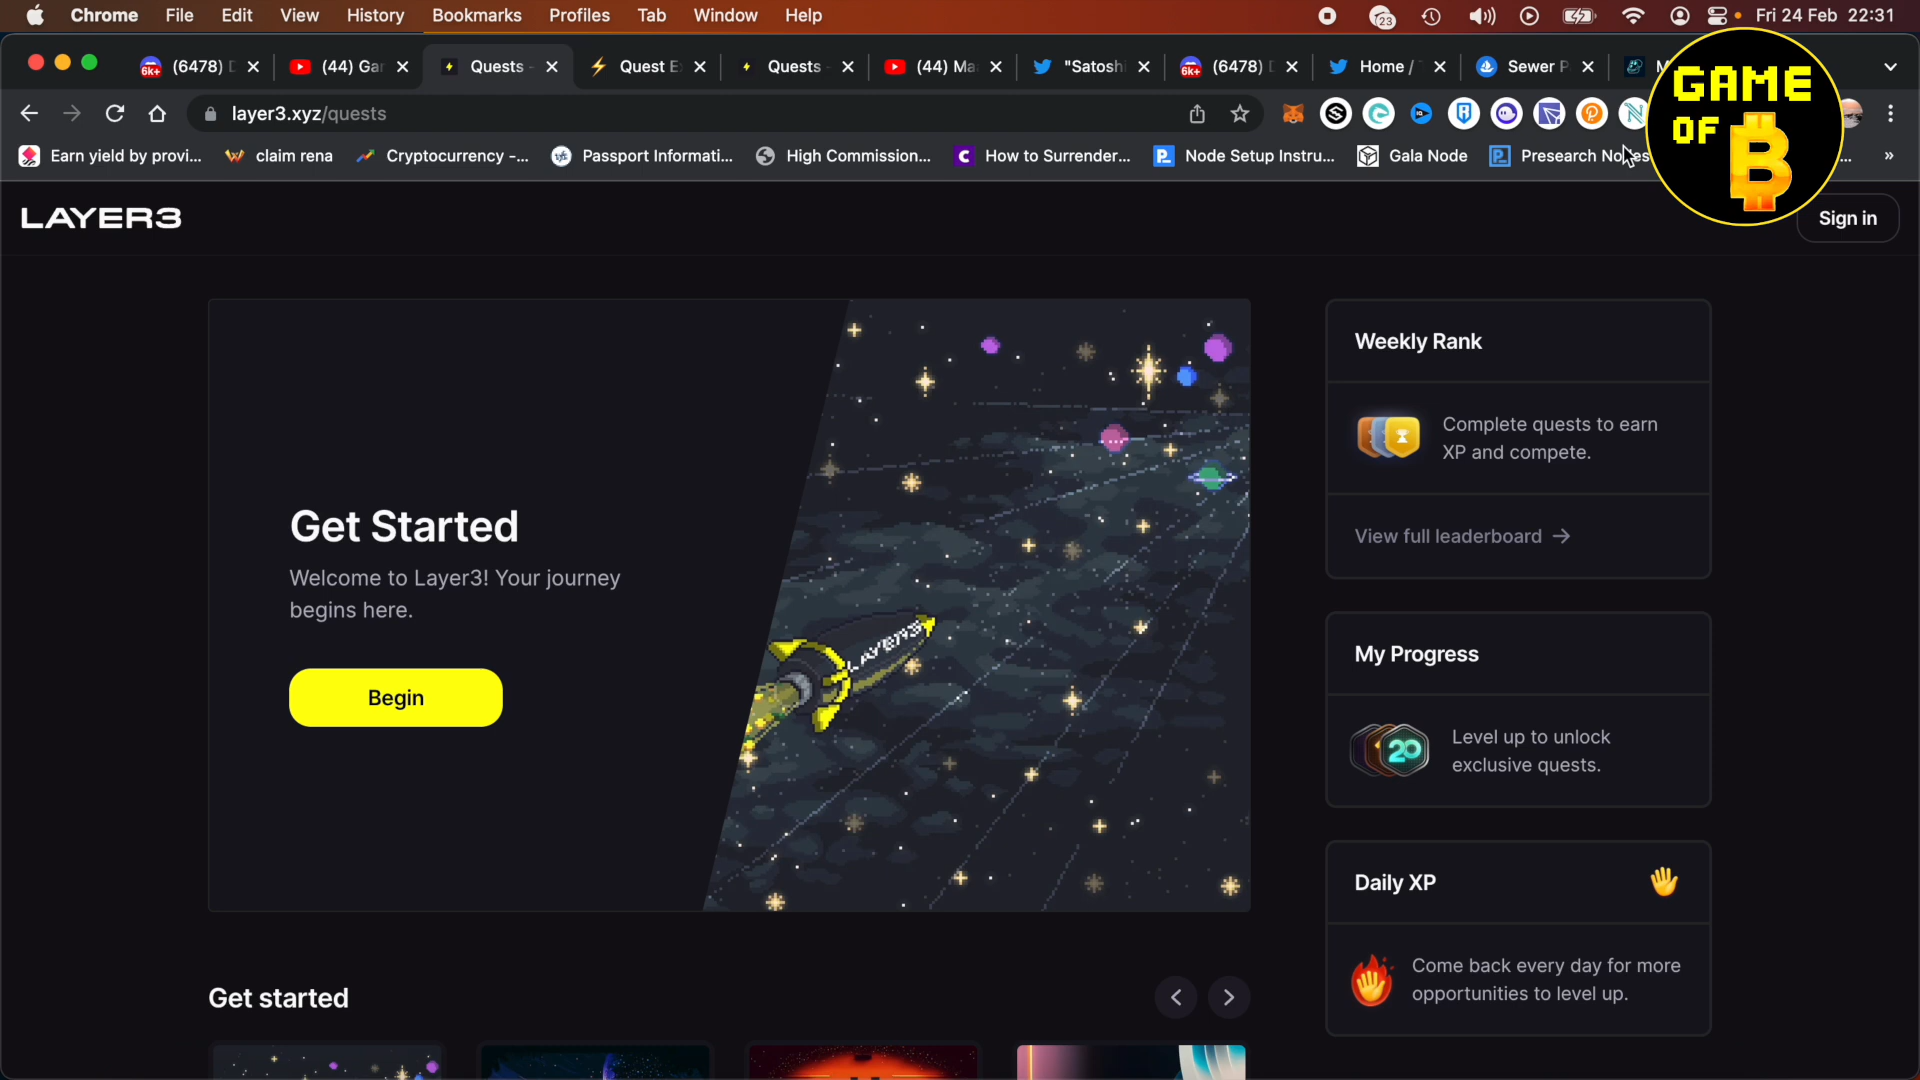 Chrome File Edit View History Bookmarks Profiles Tab Window Help 23 Fri 24 Feb 22:31
6k+ (6478) (44) Ga Quests - Quest E Quests (44) Ma "Satosh 6k+ (6478) Home / Sewer P
layer3.xyz/quests
Earn yield by provi... claim rena Cryptocurrency -... Passport Informati... High Commission... How to Surrender... Node Setup Instru... Gala Node Presearch Nodes »
GAME
OF B
LAYER3
Sign in
Get Started
Welcome to Layer3! Your journey
begins here.
Begin
LAYER3
Weekly Rank
Complete quests to earn
XP and compete.
View full leaderboard →
My Progress
20
Level up to unlock
exclusive quests.
Daily XP
Come back every day for more
opportunities to level up.
Get started